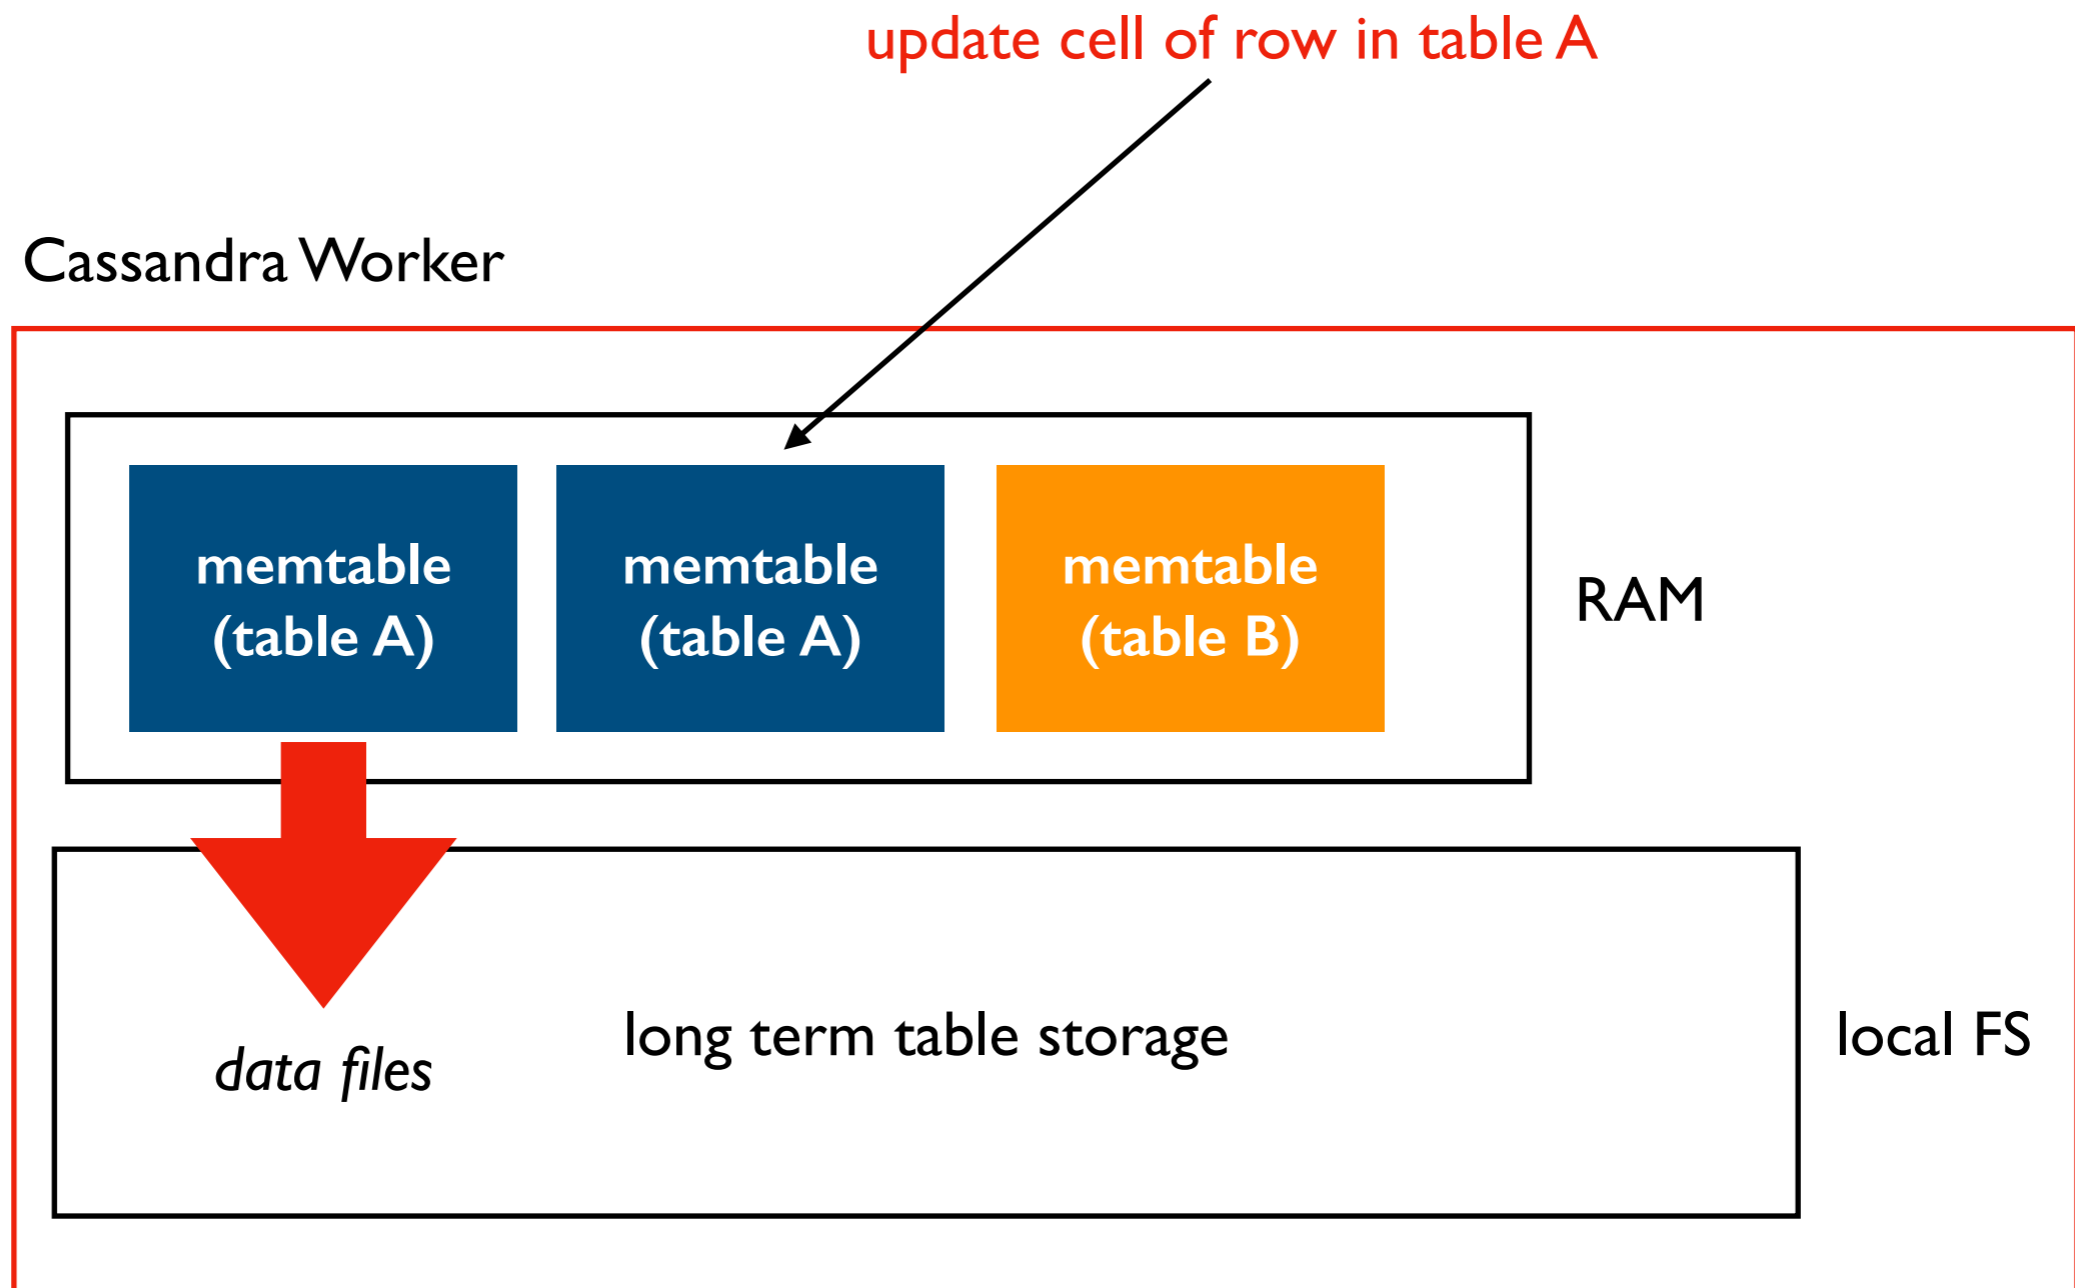 update cell of row in table A
Cassandra Worker
memtable
(table A)
memtable
(table A)
memtable
(table B)
RAM
data files
long term table storage
local FS